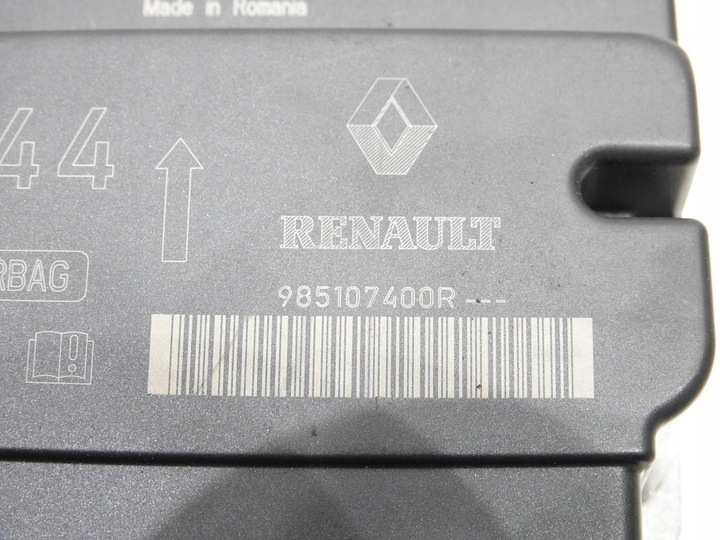 Made in Romania
44
RENAULT
RBAG
985107400R ---